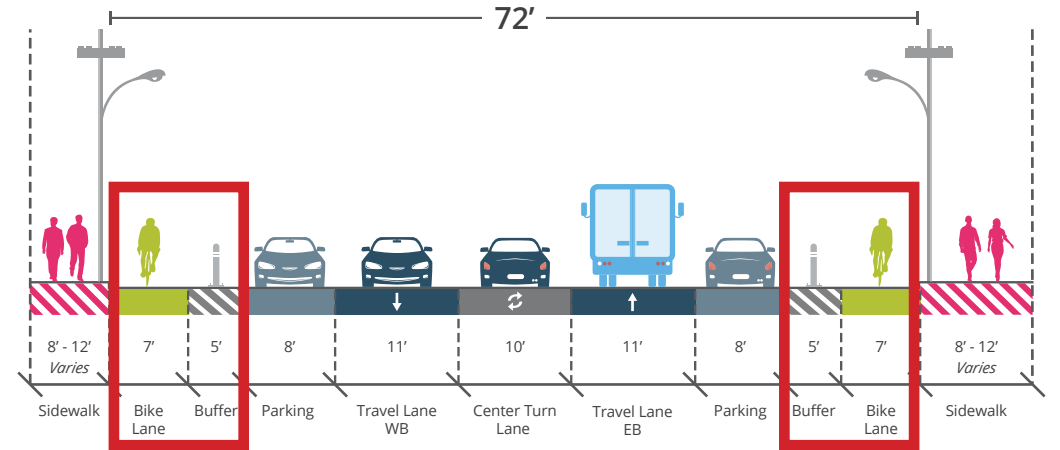 72’
8’ - 12’ 7’ 5’ 8’ 11’ 10’ 11’ 8’ 5’ 7’ 8’ - 12’
Varies Varies
Sidewalk Bike Buffer Parking Travel Lane Center Turn Travel Lane Parking Buffer Bike Sidewalk
Lane WB Lane EB Lane